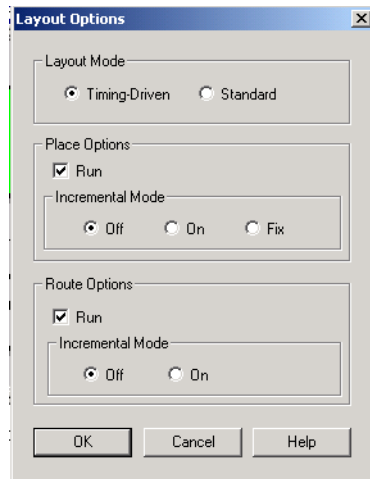 Layout Options
Layout Mode
Timing-Driven Standard
Place Options
Run
Incremental Mode
Off On Fix
Route Options
Run
Incremental Mode
Off On
OK Cancel Help